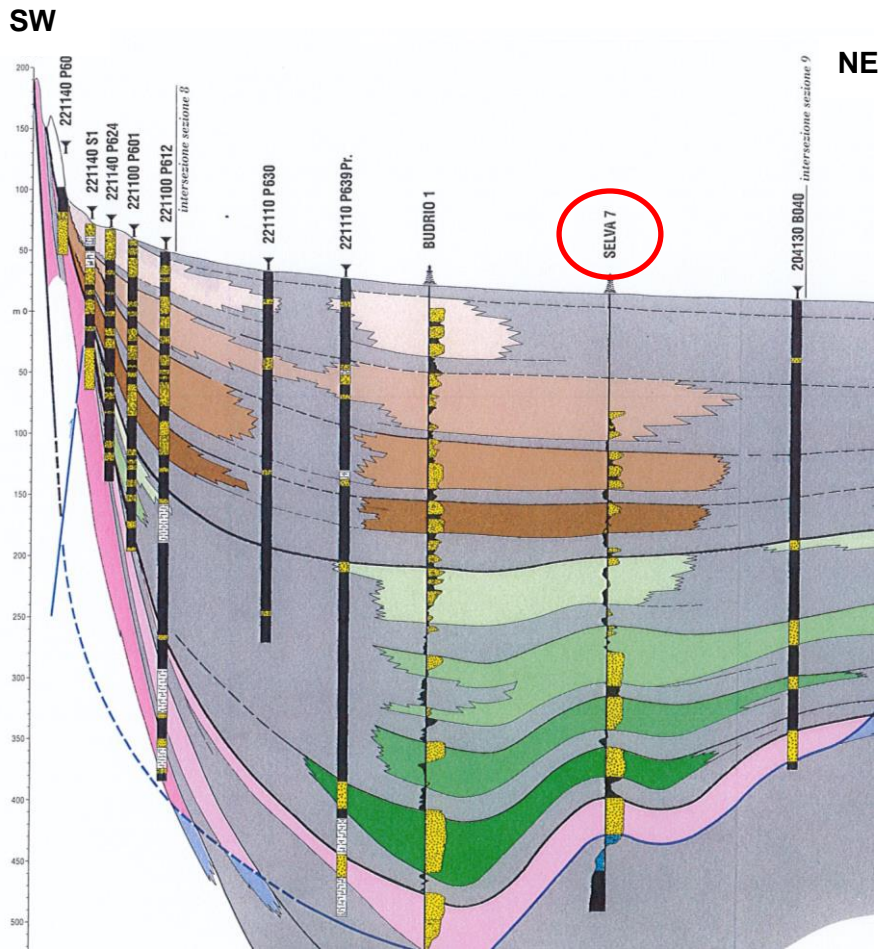 SW
NE
221140 P60
221140 S1
221140 P624
221100 P601
221100 P612
intersezione sezione 8
221110 P630
221110 P639Pr.
BUDRIO 1
SELVA 7
204130 B040
intersezione sezione 9
200
150
100
50
m 0
50
100
150
200
250
300
350
400
450
500